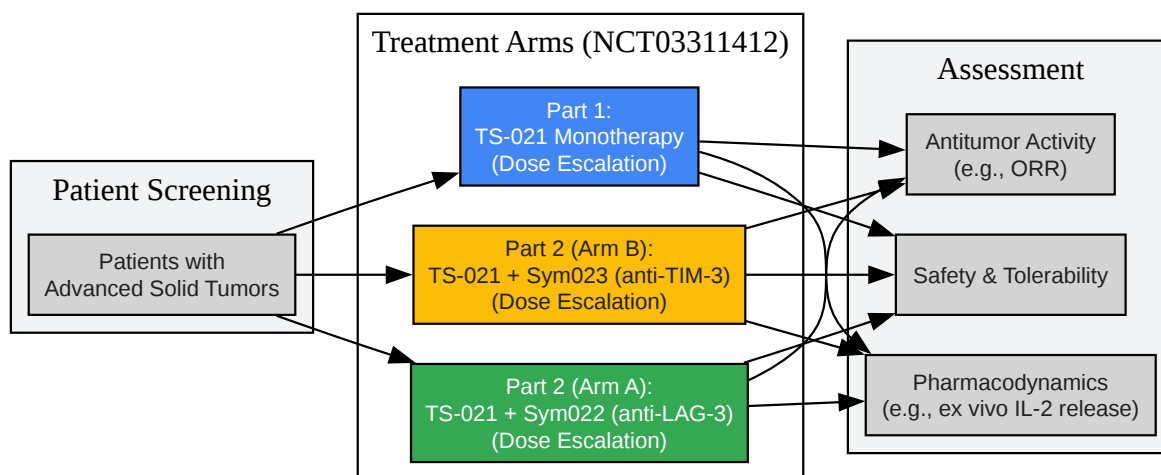 Patient Screening
Patients with
Advanced Solid Tumors
Treatment Arms (NCT03311412)
Part 1:
TS-021 Monotherapy
(Dose Escalation)
Part 2 (Arm B):
TS-021 + Sym023 (anti-TIM-3)
(Dose Escalation)
Part 2 (Arm A):
TS-021 + Sym022 (anti-LAG-3)
(Dose Escalation)
Assessment
Antitumor Activity
(e.g., ORR)
Safety & Tolerability
Pharmacodynamics
(e.g., ex vivo IL-2 release)